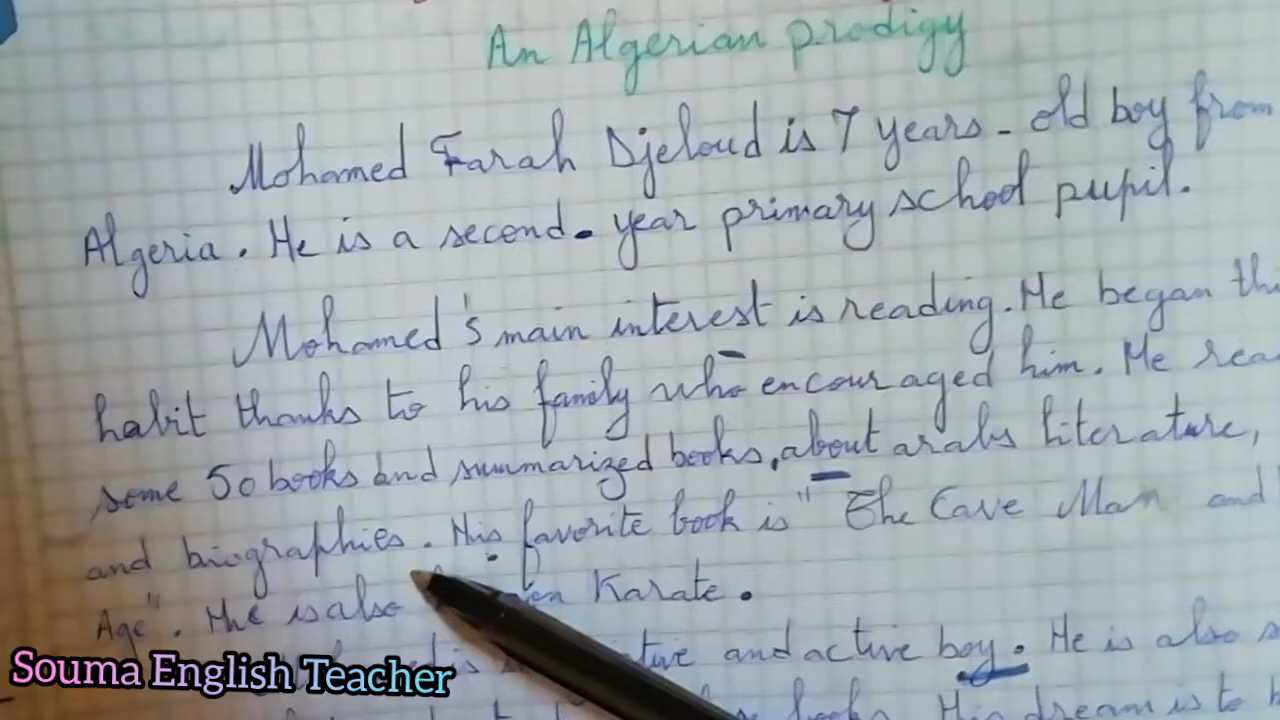 An Algerian prodigy
Mohamed Farah Djeloud is 7 years-old boy from
Algeria. He is a second-year primary school pupil.
Mohamed's main interest is reading. He began
habit thanks to his family who encouraged him. He
some 50 books and summarized books, about arabs literature,
and biographies. His favorite book is "The Cave Man and
Age". He is also Karate.
and active boy. He is also
books. His dream is to
Souma English Teacher